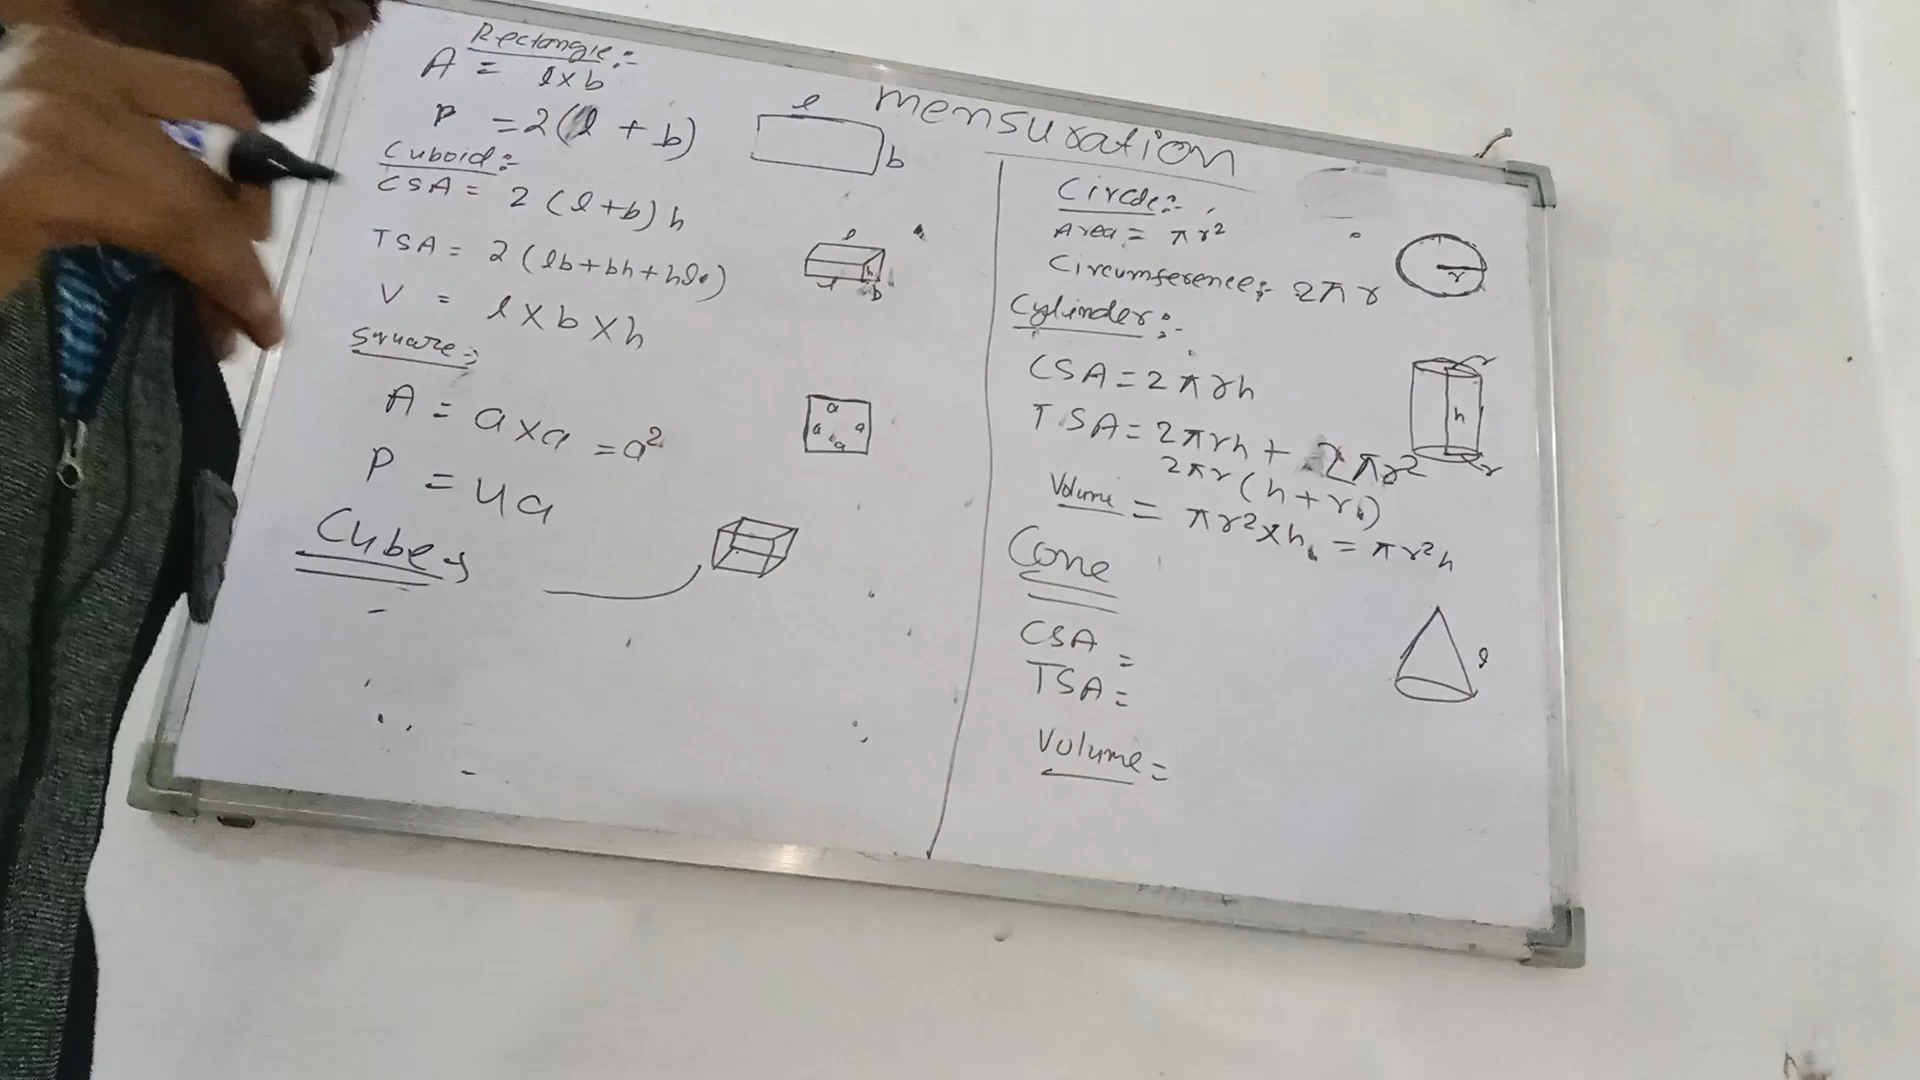 mensuration
Rectangle:-
A = l×b
P = 2(l + b)
l
b
Cuboid:-
CSA = 2(l+b)h
TSA = 2(lb+bh+hl)
V = l×b×h
l
h
b
Square:-
A = a×a = a²
P = 4a
a
a
a
a
Cube
Circle:-
Area = πr²
Circumference:- 2πr
r
Cylinder:-
CSA = 2πrh
TSA = 2πrh + 2πr²
2πr(h+r)
Volume = πr²×h = πr²h
r
h
r
Cone
CSA =
TSA =
Volume =
l